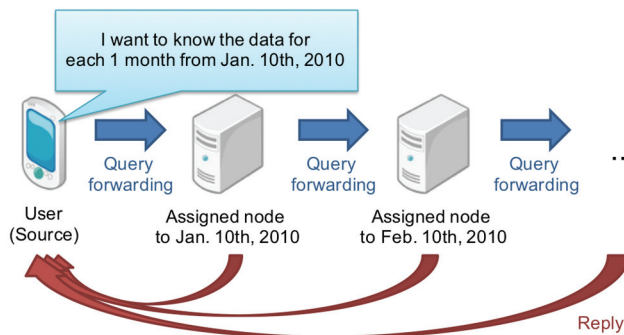 I want to know the data for
each 1 month from Jan. 10th, 2010
Query
forwarding
Query
forwarding
Query
forwarding
...
User
(Source)
Assigned node
to Jan. 10th, 2010
Assigned node
to Feb. 10th, 2010
Reply